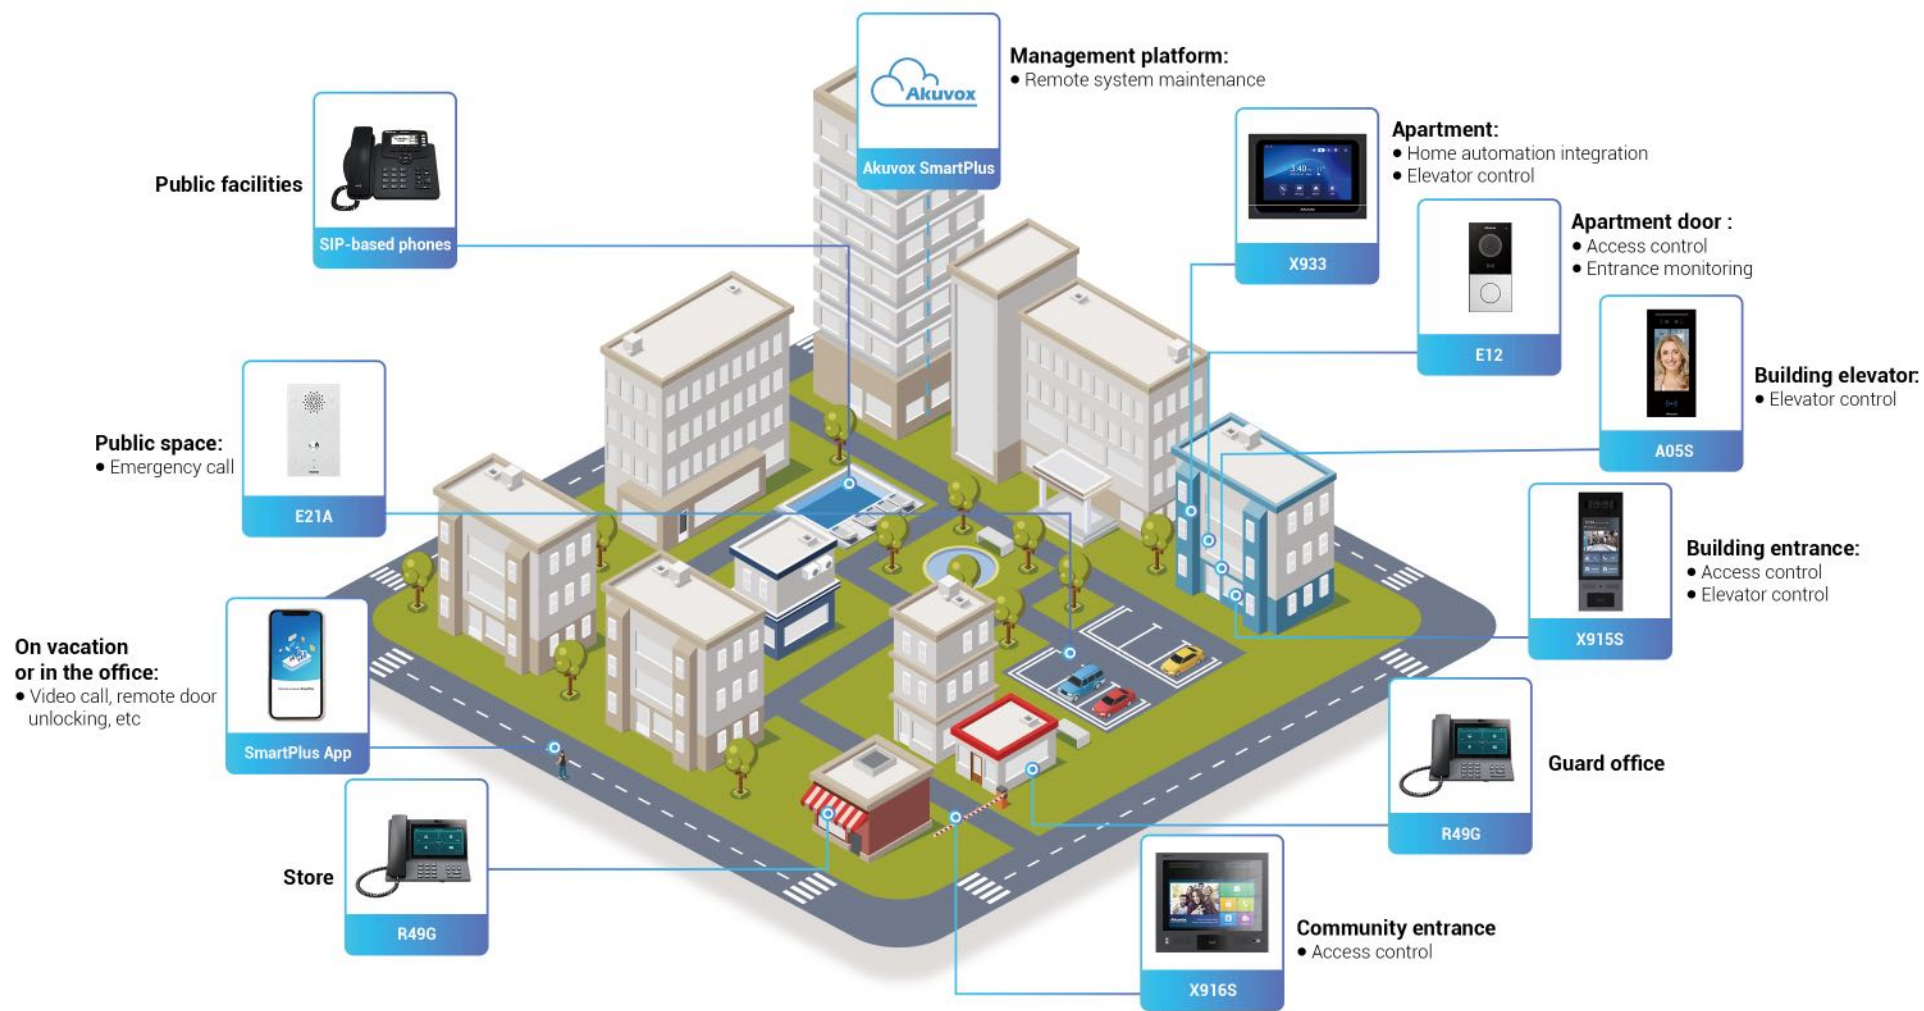 Akuvox
Akuvox SmartPlus
Management platform:
● Remote system maintenance
Public facilities
SIP-based phones
3:40
X933
Apartment:
● Home automation integration
● Elevator control
E12
Apartment door :
● Access control
● Entrance monitoring
A05S
Building elevator:
● Elevator control
Public space:
● Emergency call
E21A
X915S
Building entrance:
● Access control
● Elevator control
On vacation
or in the office:
● Video call, remote door
unlocking, etc
SmartPlus App
R49G
Guard office
Store
R49G
X916S
Community entrance
● Access control